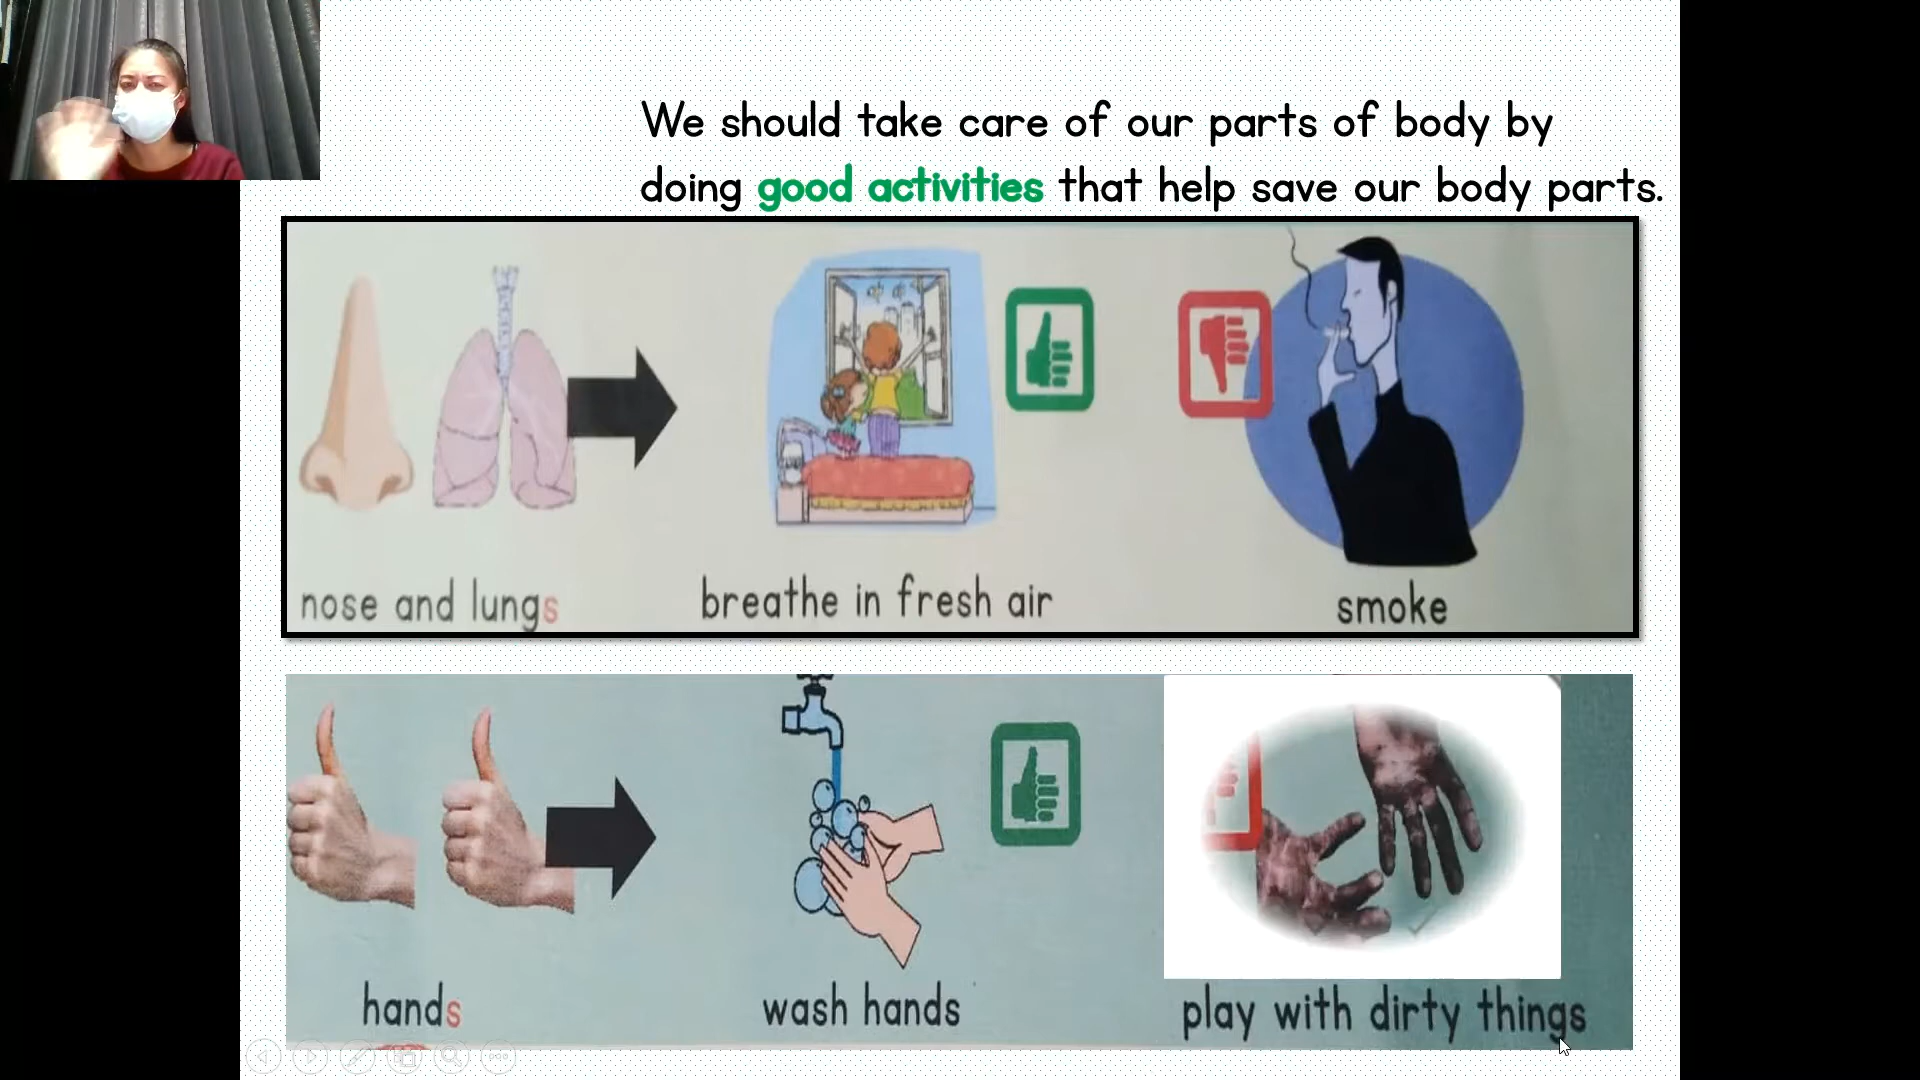 We should take care of our parts of body by
doing good activities that help save our body parts.
nose and lungs
breathe in fresh air
smoke
hands
wash hands
play with dirty things